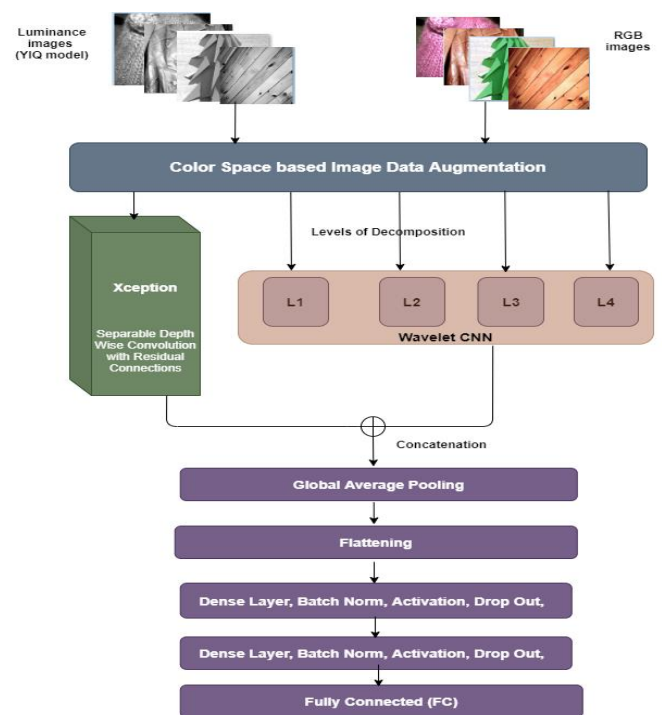 Luminance
images
(YIQ model)
RGB
images
Color Space based Image Data Augmentation
Levels of Decomposition
Xception
Separable Depth
Wise Convolution
with Residual
Connections
L1
L2
L3
L4
Wavelet CNN
Concatenation
Global Average Pooling
Flattening
Dense Layer, Batch Norm, Activation, Drop Out,
Dense Layer, Batch Norm, Activation, Drop Out,
Fully Connected (FC)